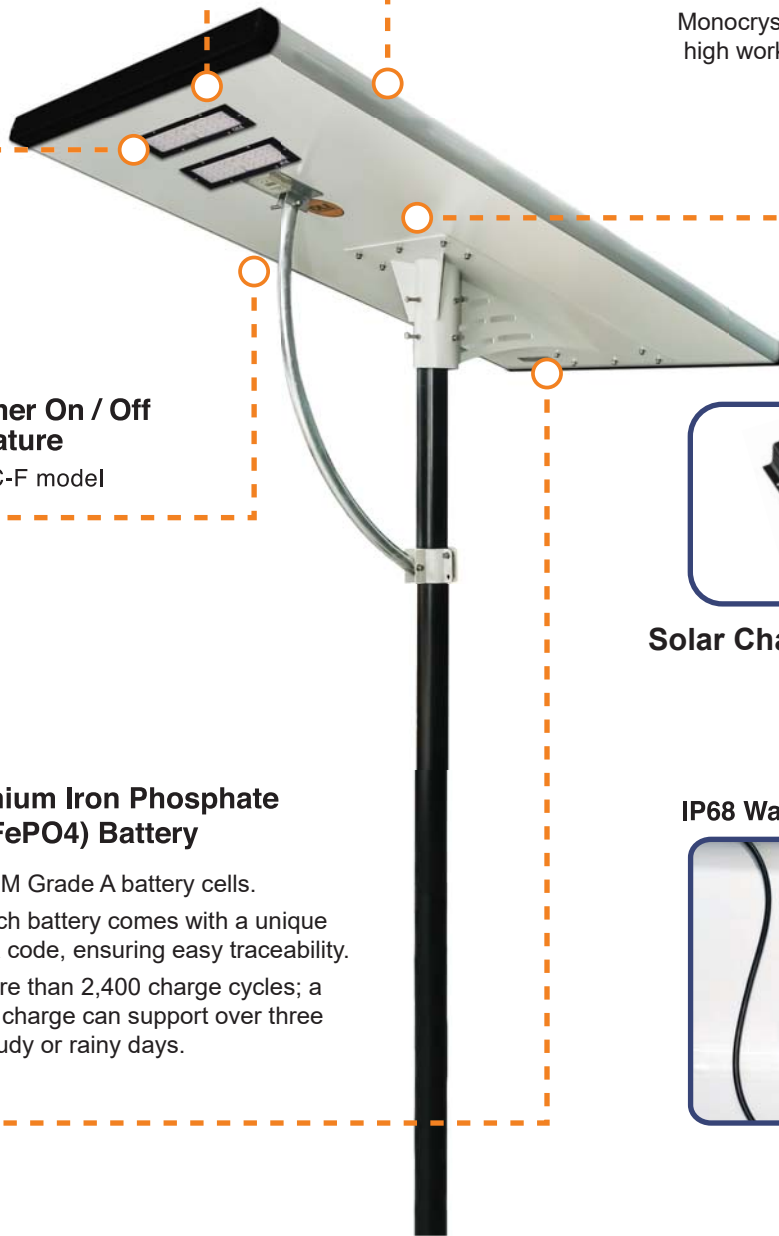 Monocrys
high work
ner On / Off
ature
C-F model
Solar Cha
nium Iron Phosphate
FePO4) Battery
M Grade A battery cells.
ch battery comes with a unique
code, ensuring easy traceability.
re than 2,400 charge cycles; a
charge can support over three
udy or rainy days.
IP68 Wa